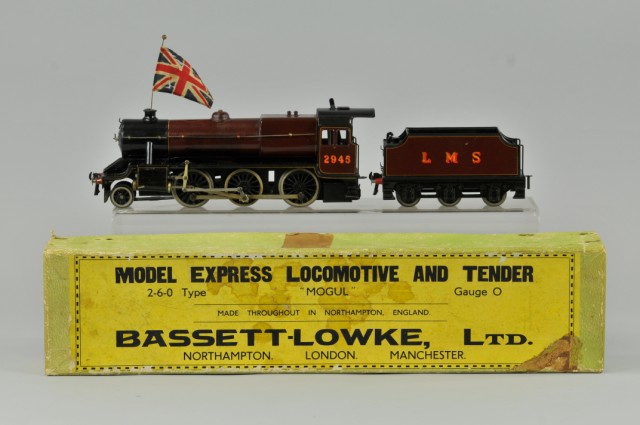 2945
L M S
MODEL EXPRESS LOCOMOTIVE AND TENDER
2-6-0 Type "MOGUL" Gauge O
MADE THROUGHOUT IN NORTHAMPTON, ENGLAND.
BASSETT-LOWKE, LTD.
NORTHAMPTON. LONDON. MANCHESTER.